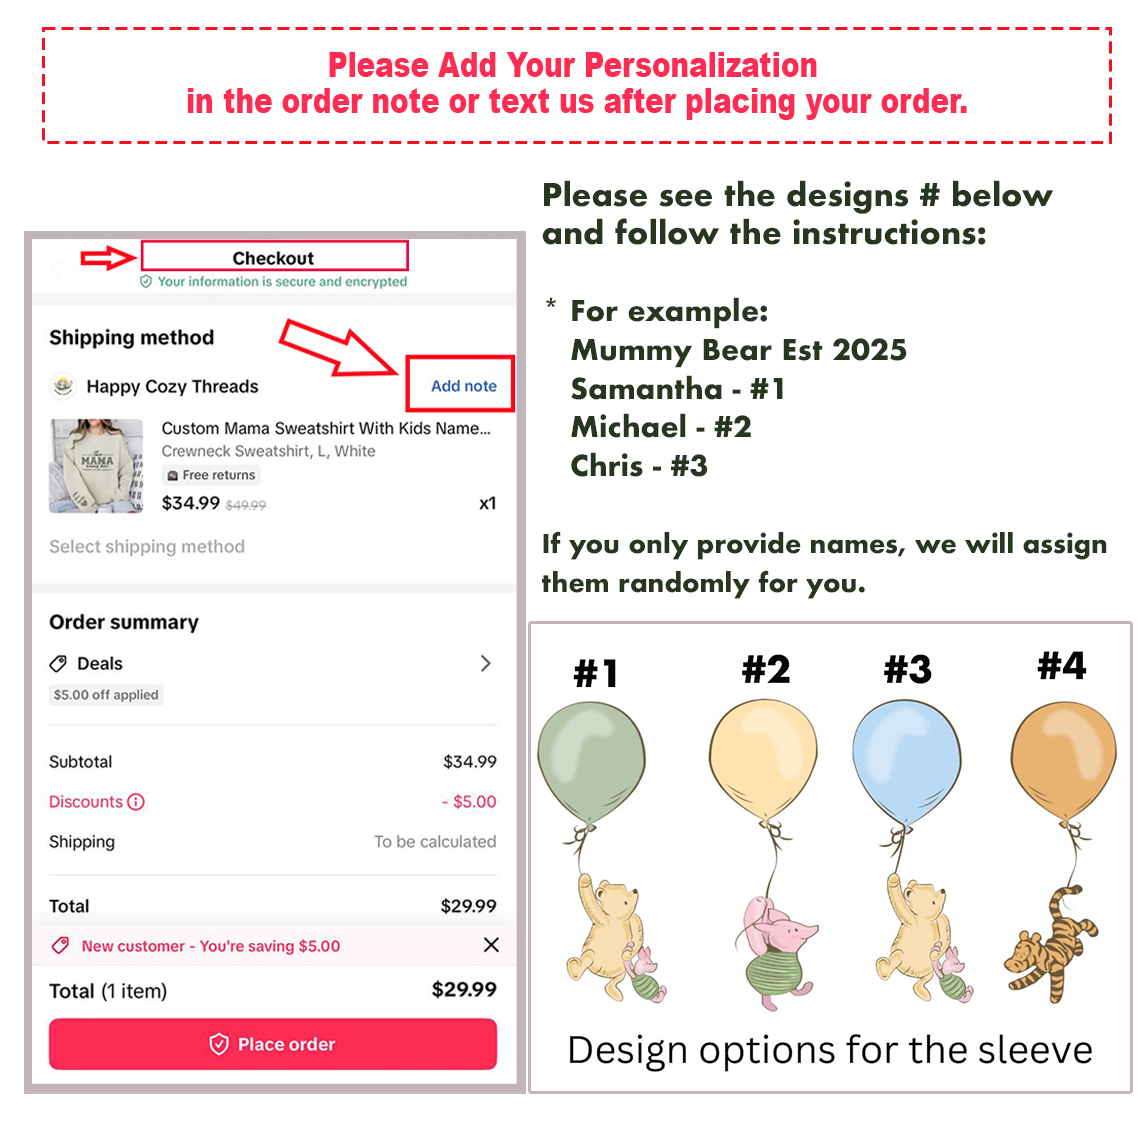 Please Add Your Personalization
in the order note or text us after placing your order.
Checkout
Your information is secure and encrypted
Shipping method
Happy Cozy Threads
Add note
Custom Mama Sweatshirt With Kids Name...
Crewneck Sweatshirt, L, White
Free returns
$34.99 $49.99
x1
MAMA
Select shipping method
Order summary
Deals
$5.00 off applied
Subtotal
$34.99
Discounts
- $5.00
Shipping
To be calculated
Total
$29.99
New customer - You're saving $5.00
Total (1 item)
$29.99
Place order
Please see the designs # below
and follow the instructions:
* For example:
Mummy Bear Est 2025
Samantha - #1
Michael - #2
Chris - #3
If you only provide names, we will assign
them randomly for you.
#1
#2
#3
#4
Design options for the sleeve